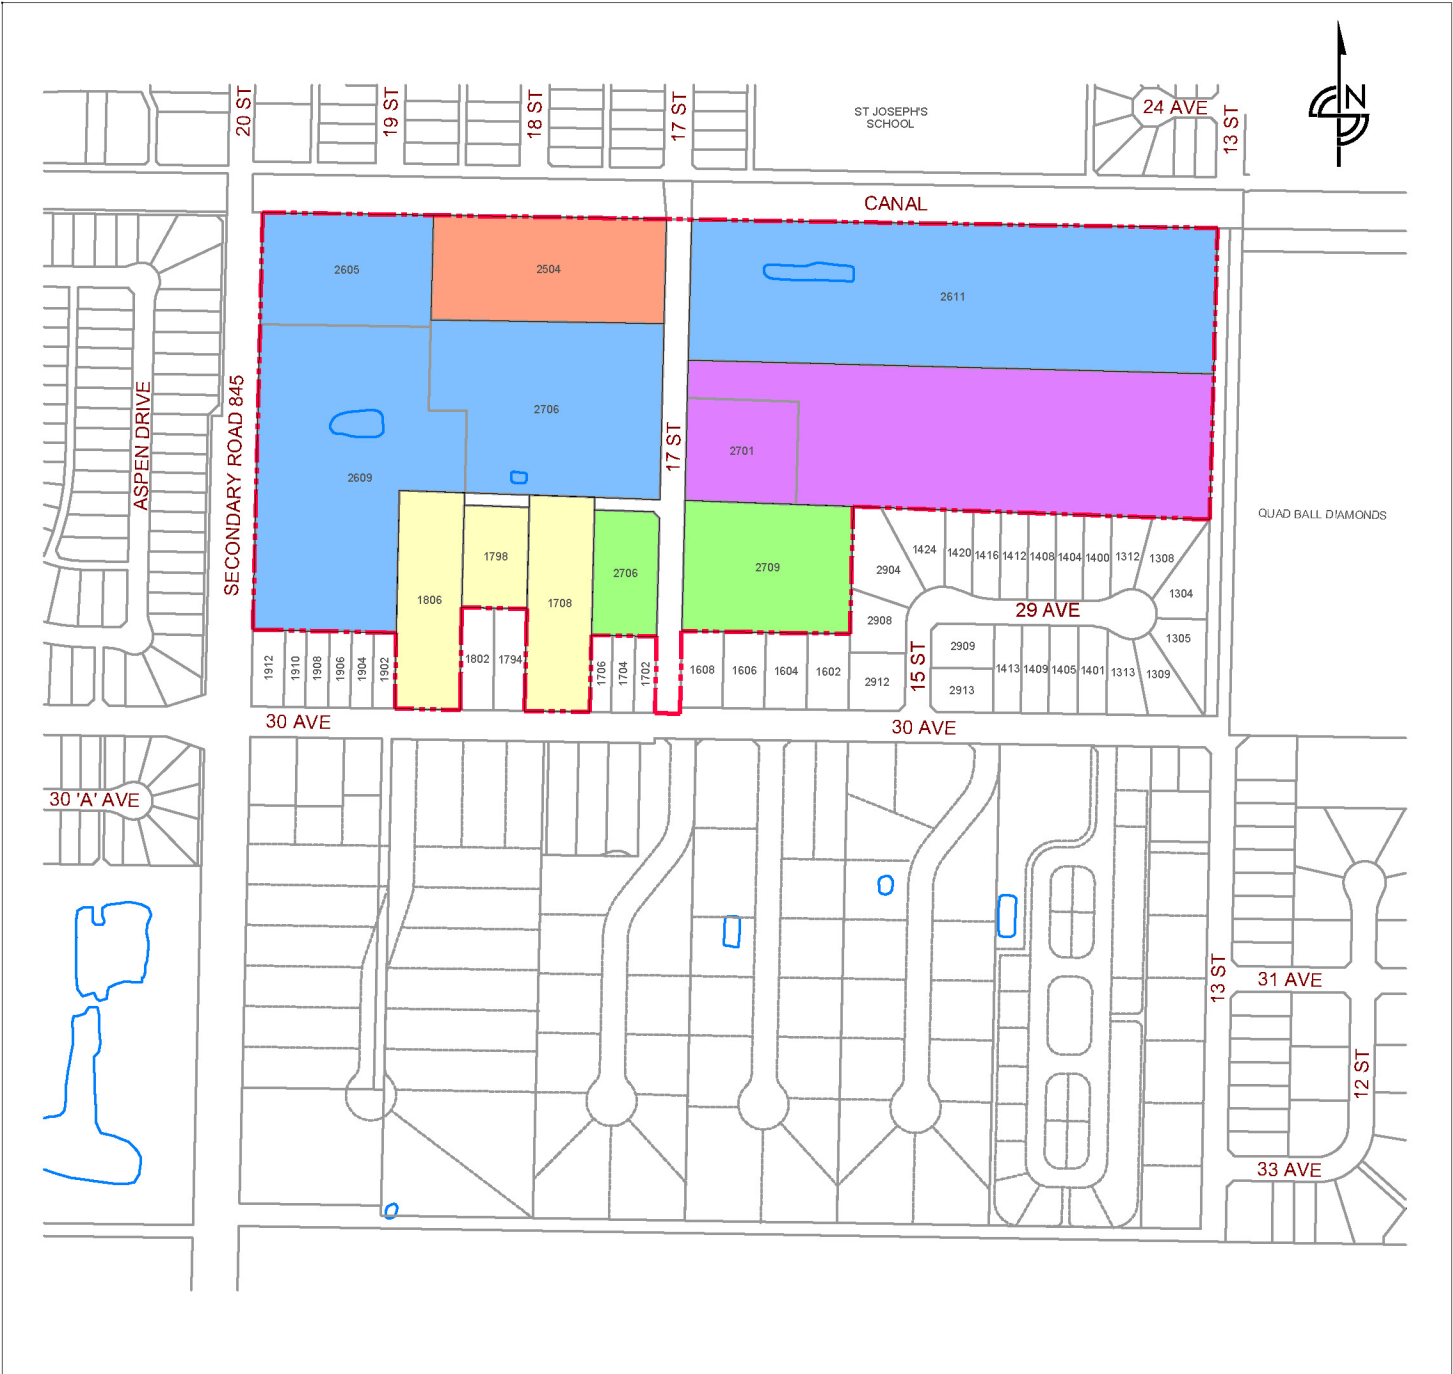 N
20 ST
19 ST
18 ST
17 ST
ST JOSEPH'S
SCHOOL
24 AVE
13 ST
CANAL
2605
2504
2611
ASPEN DRIVE
SECONDARY ROAD 845
2706
17 ST
2701
2609
QUAD BALL DIAMONDS
1424
1420
1416
1412
1408
1404
1400
1312
1308
1798
2706
2709
2904
1304
1806
1708
29 AVE
2908
1305
1912
1910
1908
1906
1904
1902
1802
1794
1706
1704
1702
1608
1606
1604
1602
2912
15 ST
2909
2913
1413
1409
1405
1401
1313
1309
30 AVE
30 AVE
30 'A' AVE
13 ST
31 AVE
12 ST
33 AVE